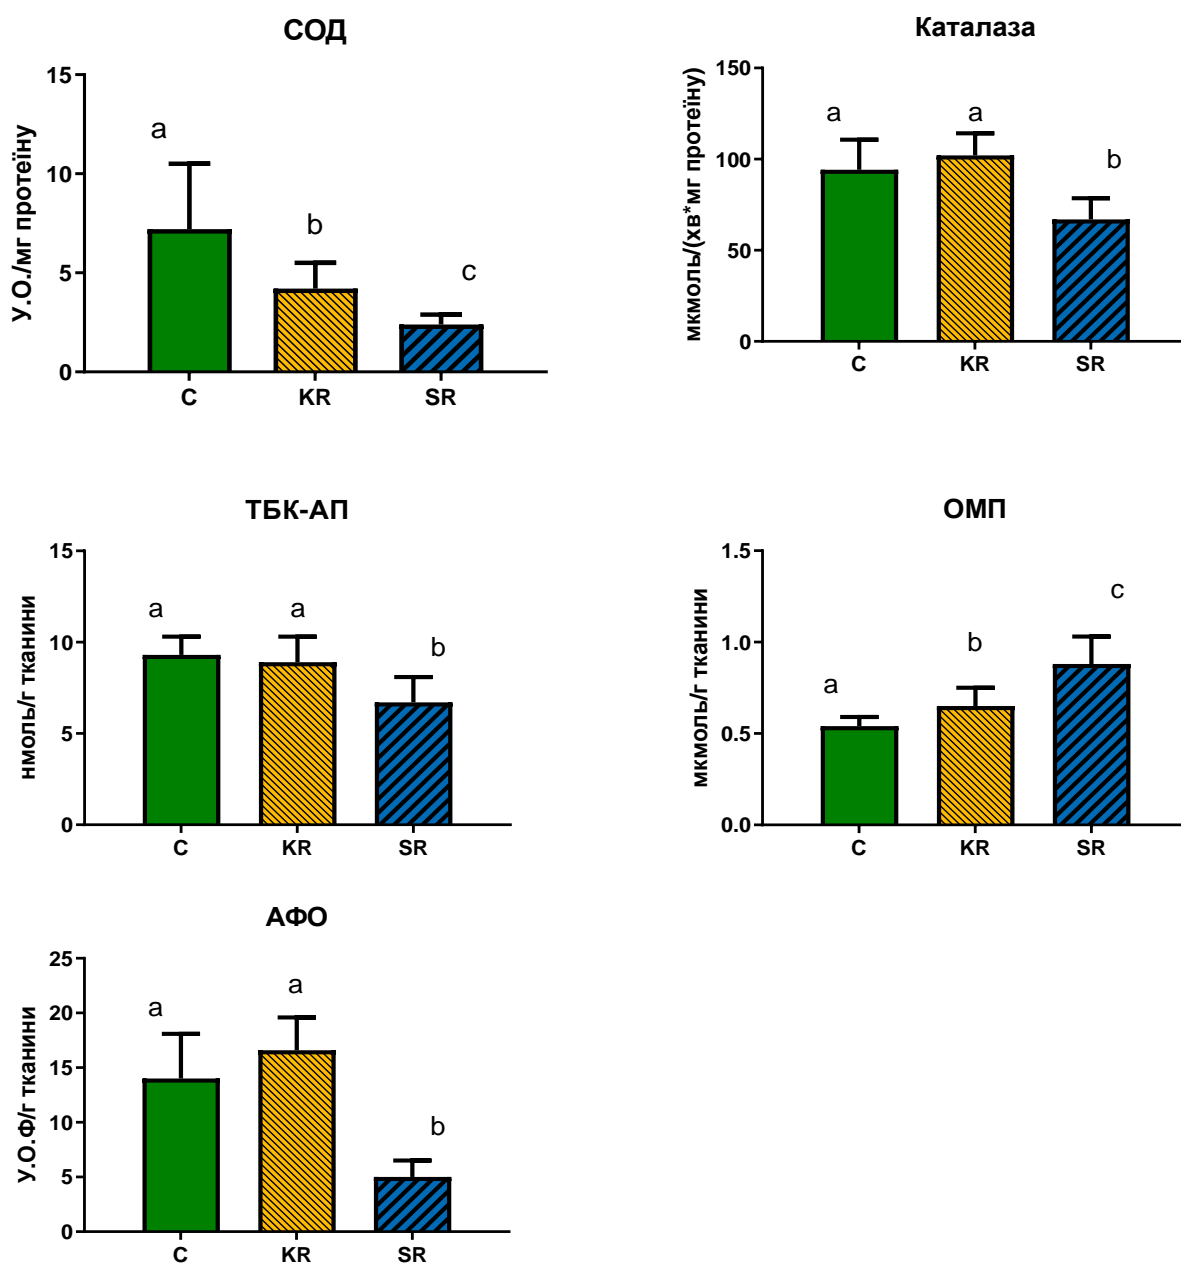 СОД
У.О./мг протеїну
15
10
5
0
a
b
c
C
KR
SR
Каталаза
мкмоль/(хв*мг протеїну)
150
100
50
0
a
a
b
C
KR
SR
ТБК-АП
нмоль/г тканини
15
10
5
0
a
a
b
C
KR
SR
ОМП
мкмоль/г тканини
1.5
1.0
0.5
0.0
a
b
c
C
KR
SR
АФО
У.О.Ф/г тканини
25
20
15
10
5
0
a
a
b
C
KR
SR